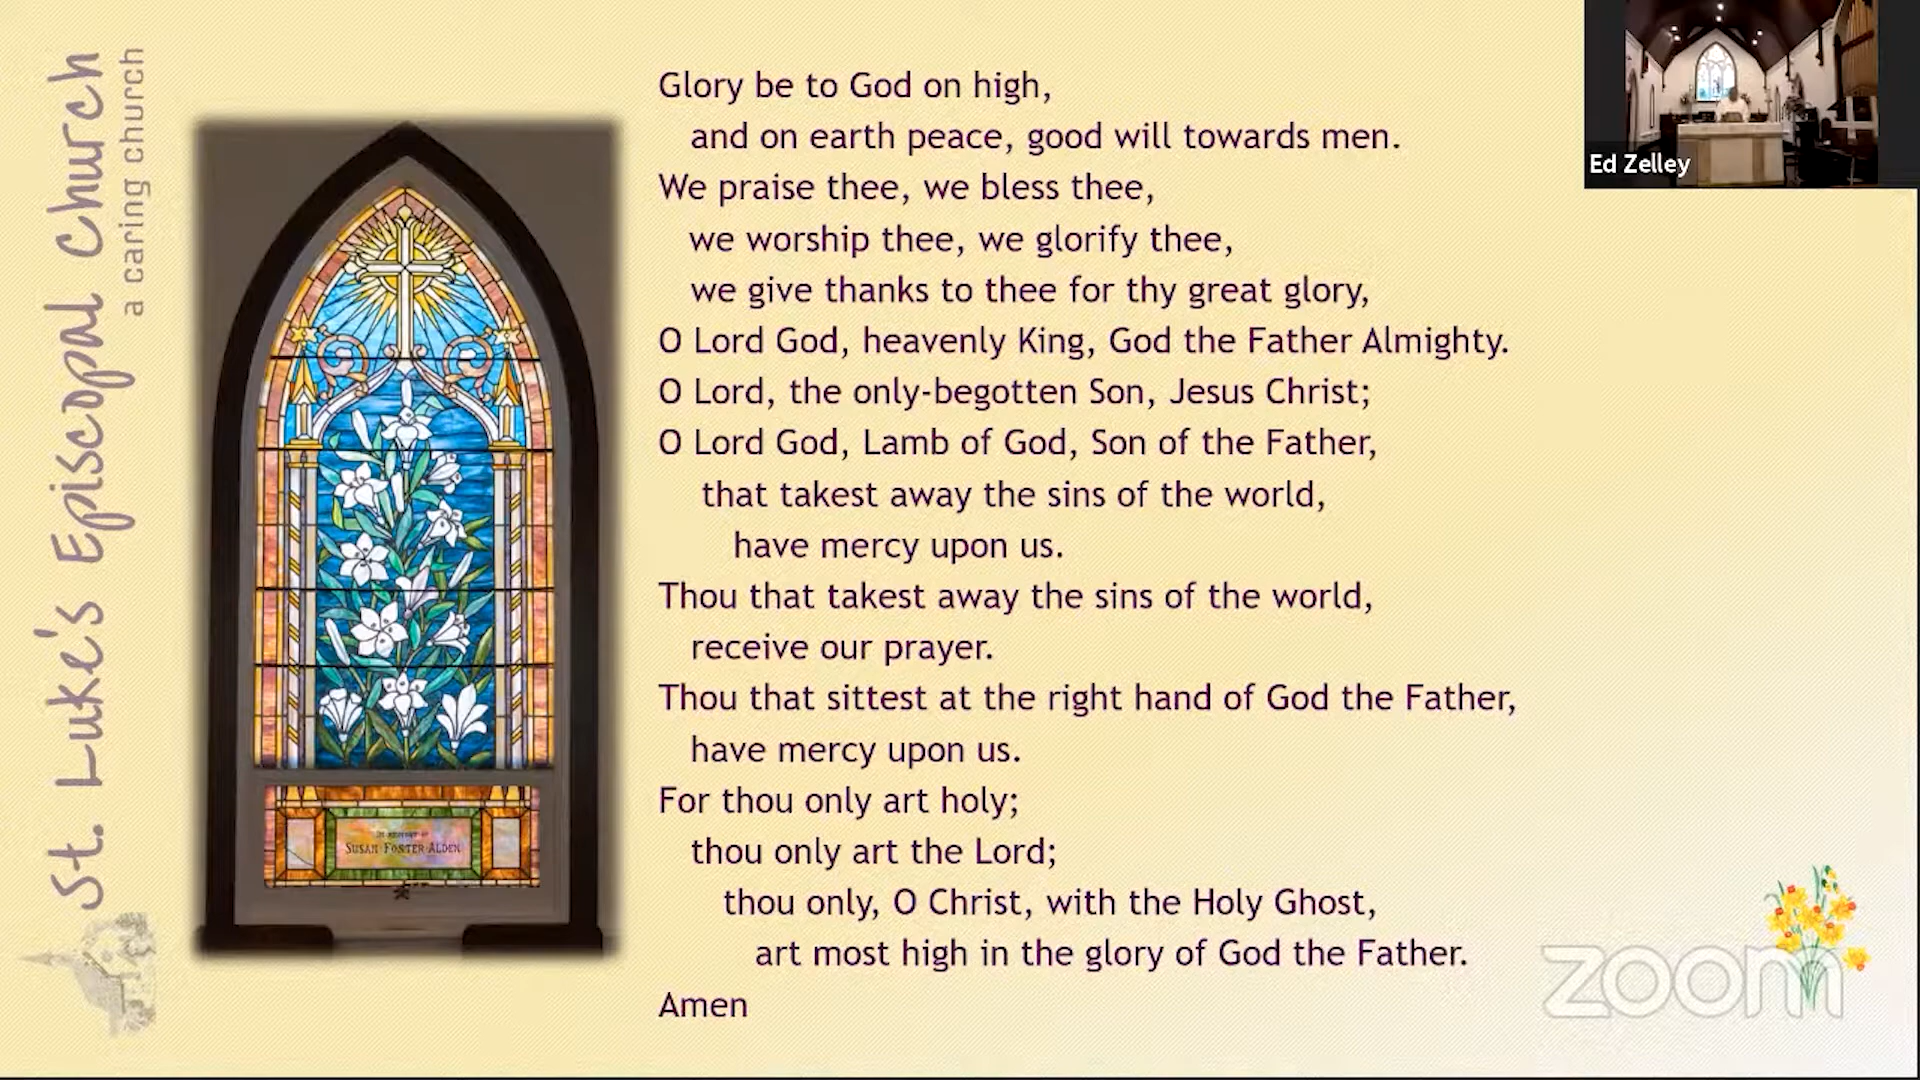 St. Luke's Episcopal Church
a caring church
Glory be to God on high,
and on earth peace, good will towards men.
We praise thee, we bless thee,
we worship thee, we glorify thee,
we give thanks to thee for thy great glory,
O Lord God, heavenly King, God the Father Almighty.
O Lord, the only-begotten Son, Jesus Christ;
O Lord God, Lamb of God, Son of the Father,
that takest away the sins of the world,
have mercy upon us.
Thou that takest away the sins of the world,
receive our prayer.
Thou that sittest at the right hand of God the Father,
have mercy upon us.
For thou only art holy;
thou only art the Lord;
thou only, O Christ, with the Holy Ghost,
art most high in the glory of God the Father.
Amen
IN MEMORY OF
SUSAN FOSTER ALDEN
Ed Zelley
zoom